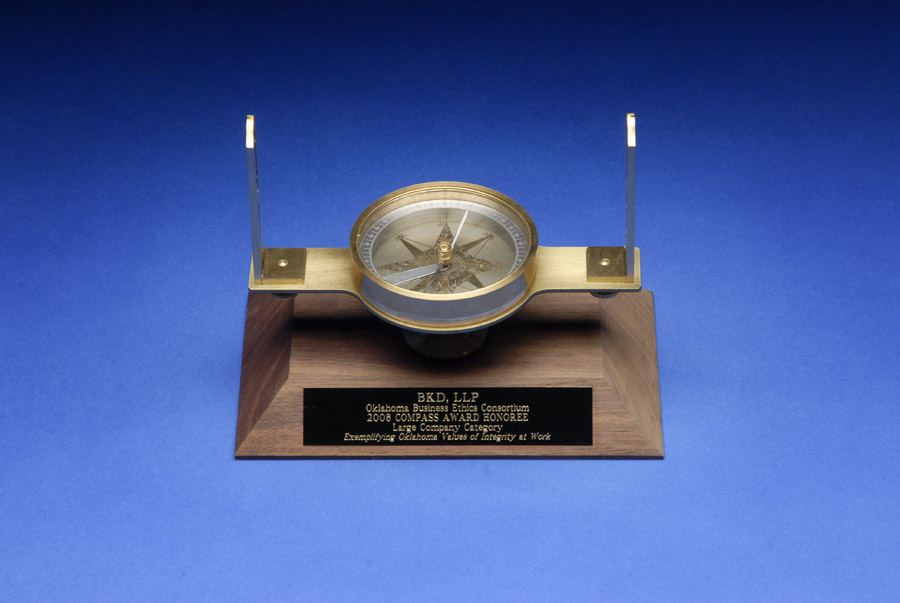 BKD, LLP
Oklahoma Business Ethics Consortium
2008 COMPASS AWARD HONOREE
Large Company Category
Exemplifying Oklahoma Values of Integrity at Work